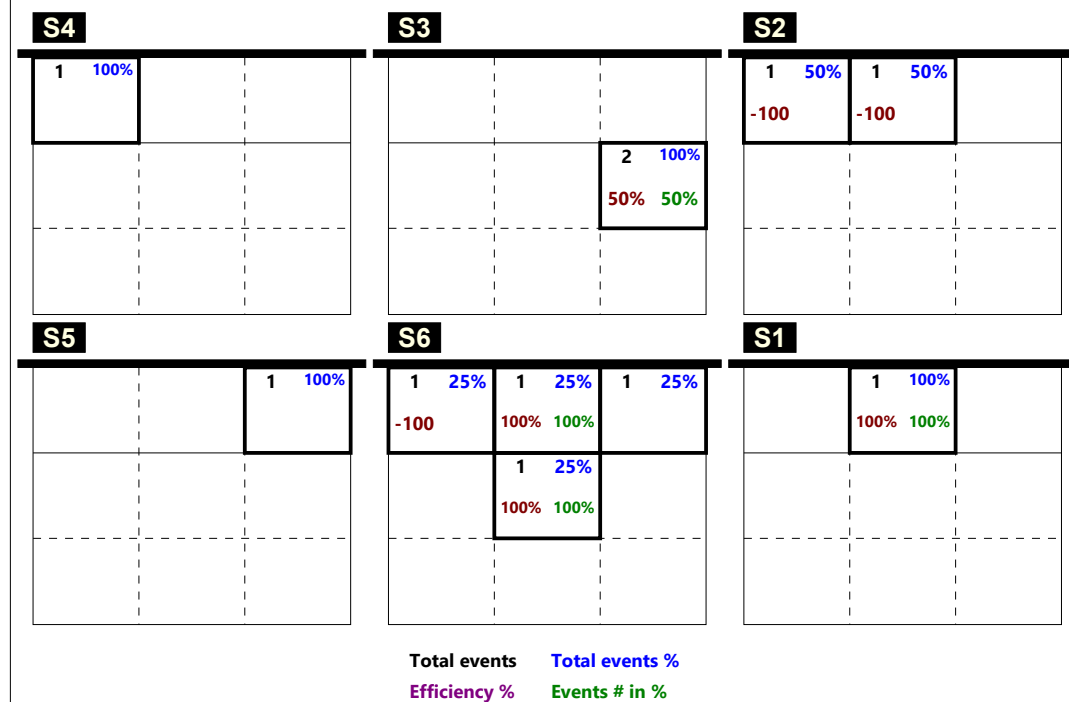 S4 S3 S2
1 100% 1 50% 1 50%
-100 -100
2 100%
50% 50%
S5 S6 S1
1 100% 1 25% 1 25% 1 25% 1 100%
-100 100% 100% 100% 100%
1 25%
100% 100%
Total events Total events %
Efficiency % Events # in %